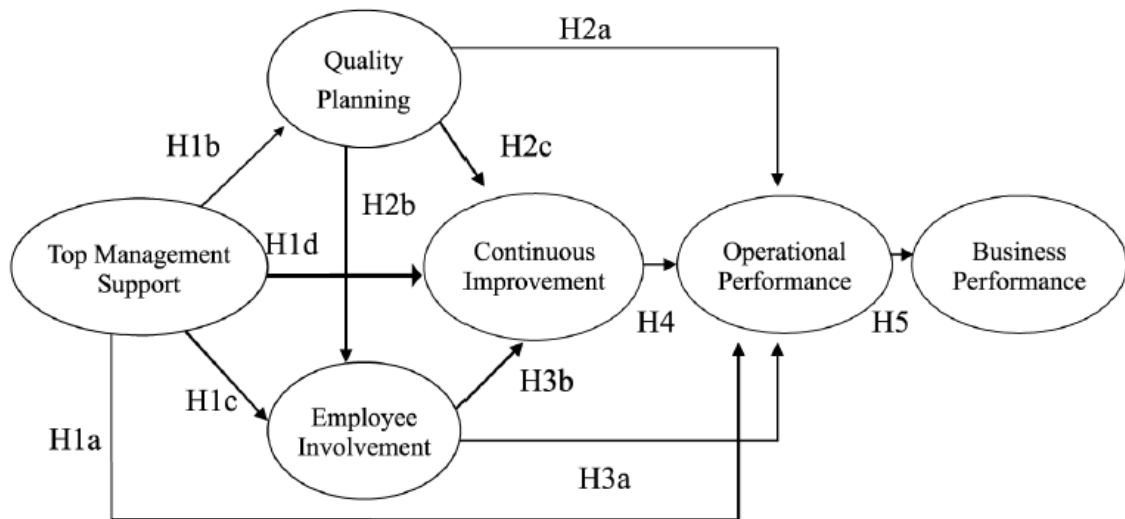 H2a
Quality
Planning
H1b
H2c
H2b
Top Management
Support
H1d
Continuous
Improvement
Operational
Performance
Business
Performance
H4
H5
H1c
H3b
Employee
Involvement
H1a
H3a